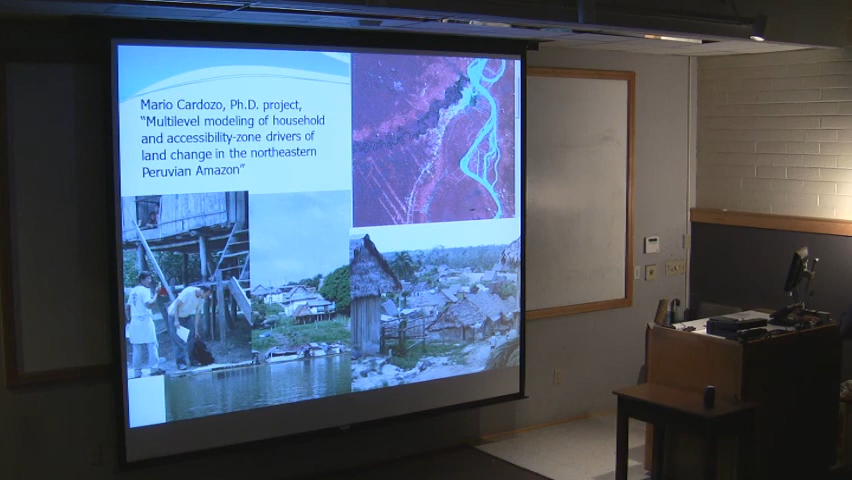 Mario Cardozo, Ph.D. project,
"Multilevel modeling of household
and accessibility-zone drivers of
land change in the northeastern
Peruvian Amazon"